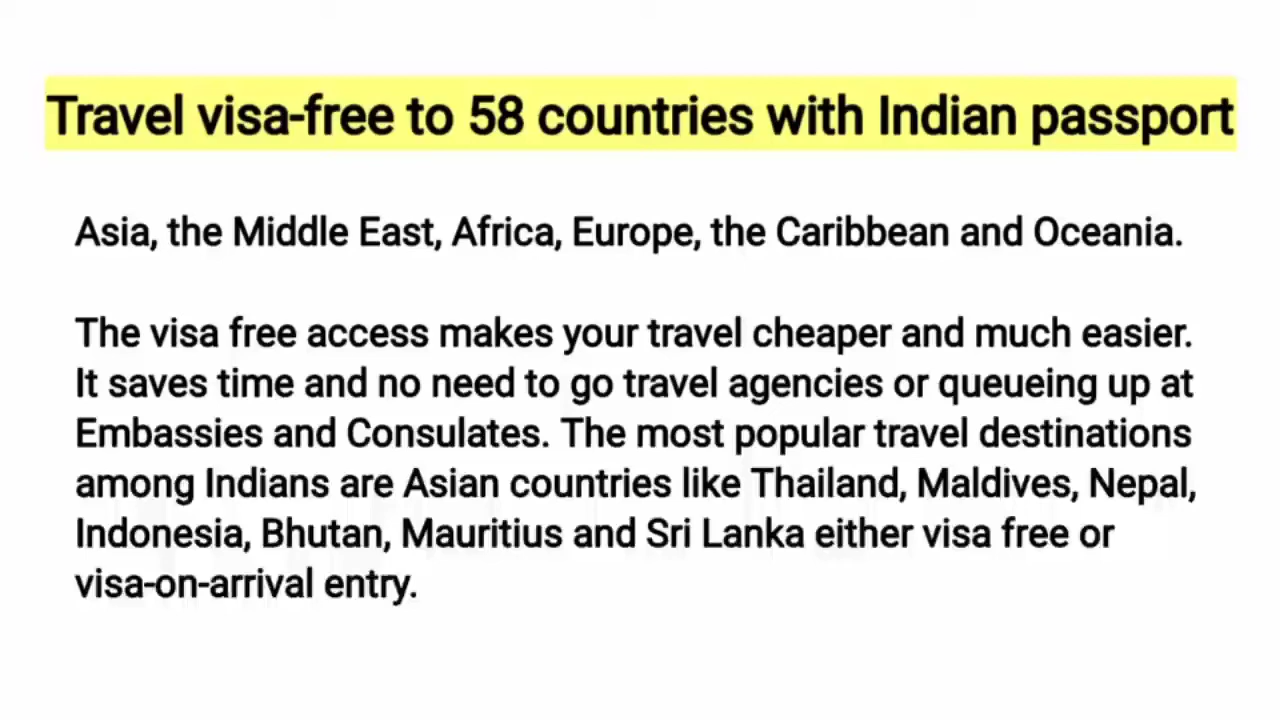 Travel visa-free to 58 countries with Indian passport
Asia, the Middle East, Africa, Europe, the Caribbean and Oceania.
The visa free access makes your travel cheaper and much easier.
It saves time and no need to go travel agencies or queueing up at
Embassies and Consulates. The most popular travel destinations
among Indians are Asian countries like Thailand, Maldives, Nepal,
Indonesia, Bhutan, Mauritius and Sri Lanka either visa free or
visa-on-arrival entry.